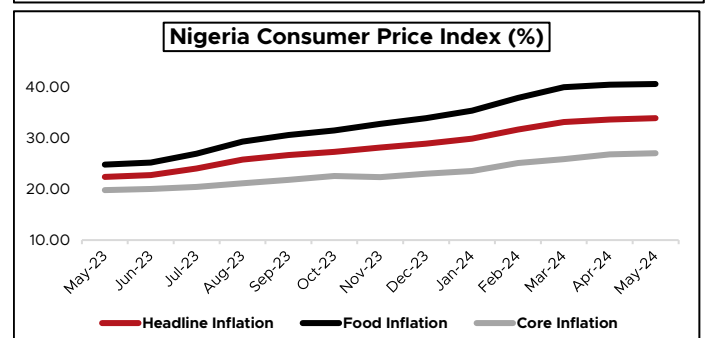 Nigeria Consumer Price Index (%)
40.00
30.00
20.00
10.00
May-23 Jun-23 Jul-23 Aug-23 Sep-23 Oct-23 Nov-23 Dec-23 Jan-24 Feb-24 Mar-24 Apr-24 May-24
Headline Inflation Food Inflation Core Inflation